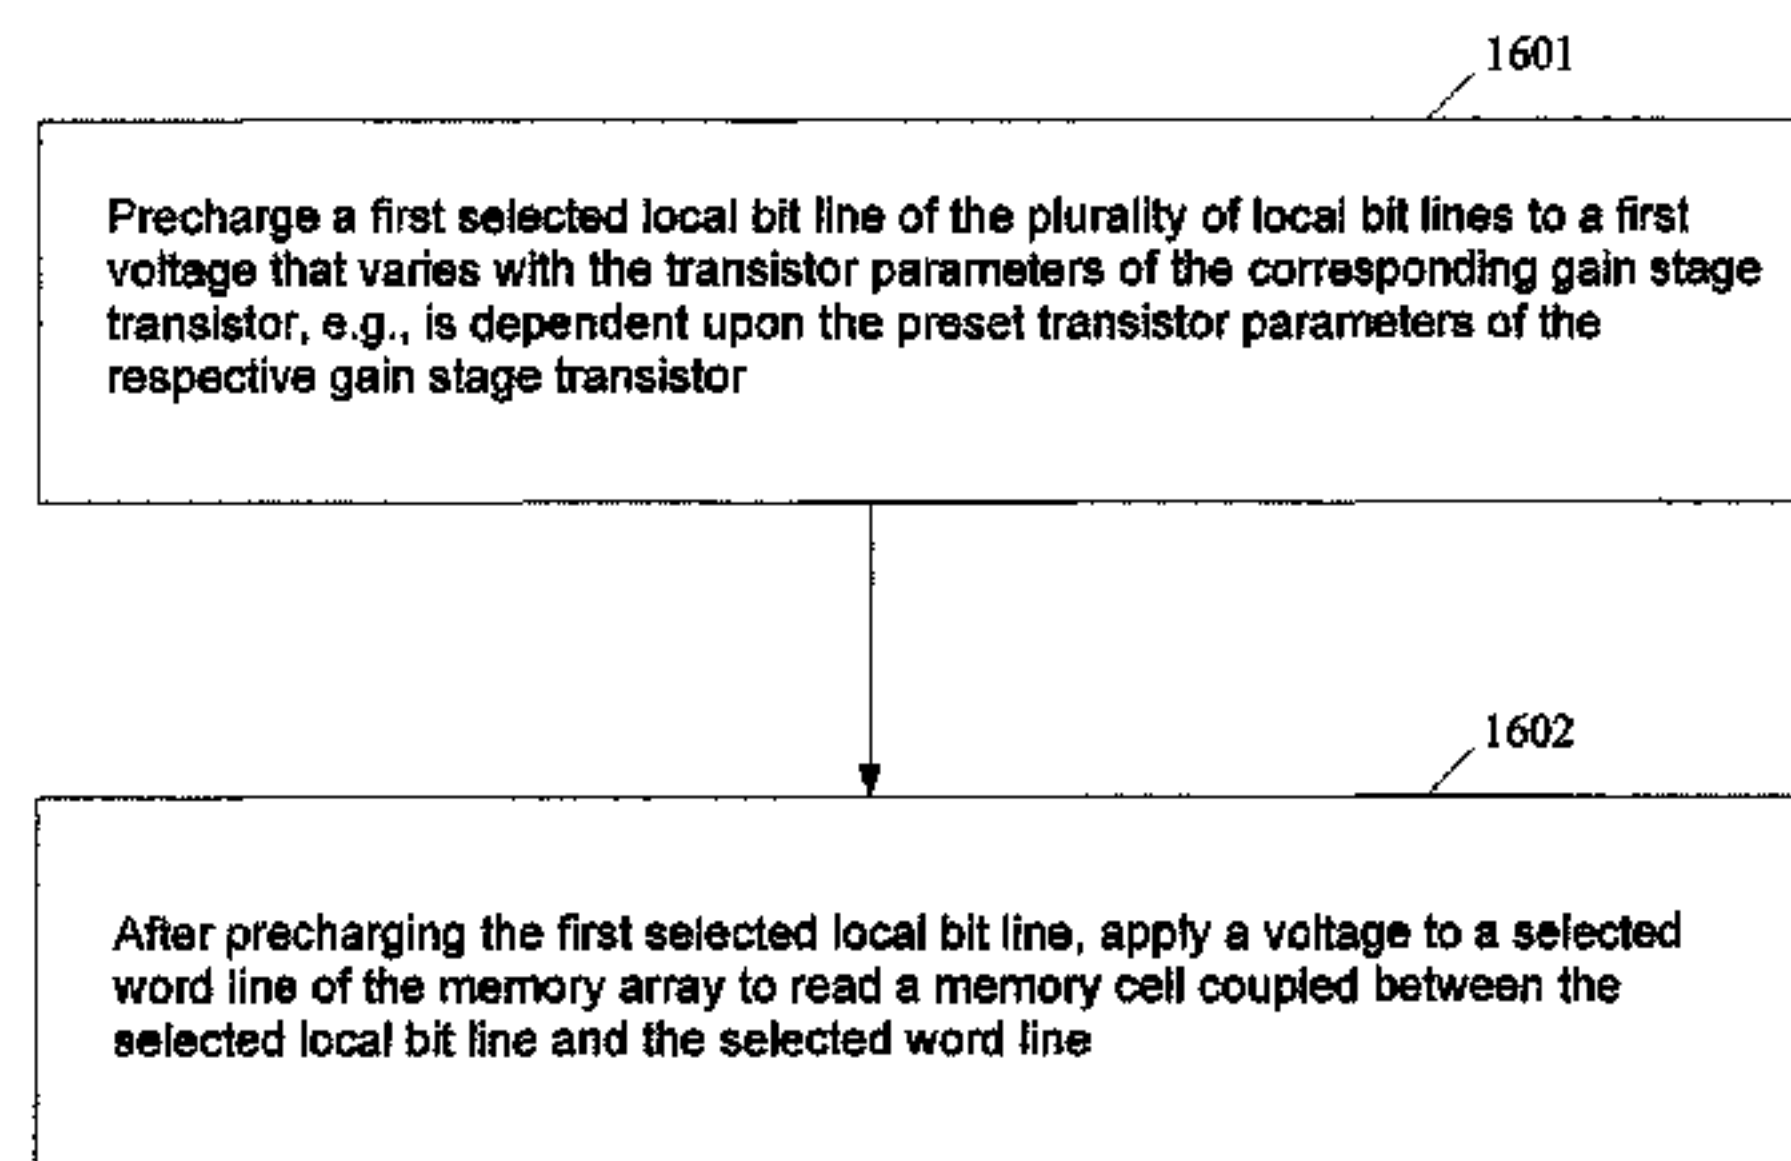 1601
Precharge a first selected local bit line of the plurality of local bit lines to a first
voltage that varies with the transistor parameters of the corresponding gain stage
transistor, e.g., is dependent upon the preset transistor parameters of the
respective gain stage transistor
1602
After precharging the first selected local bit line, apply a voltage to a selected
word line of the memory array to read a memory cell coupled between the
selected local bit line and the selected word line